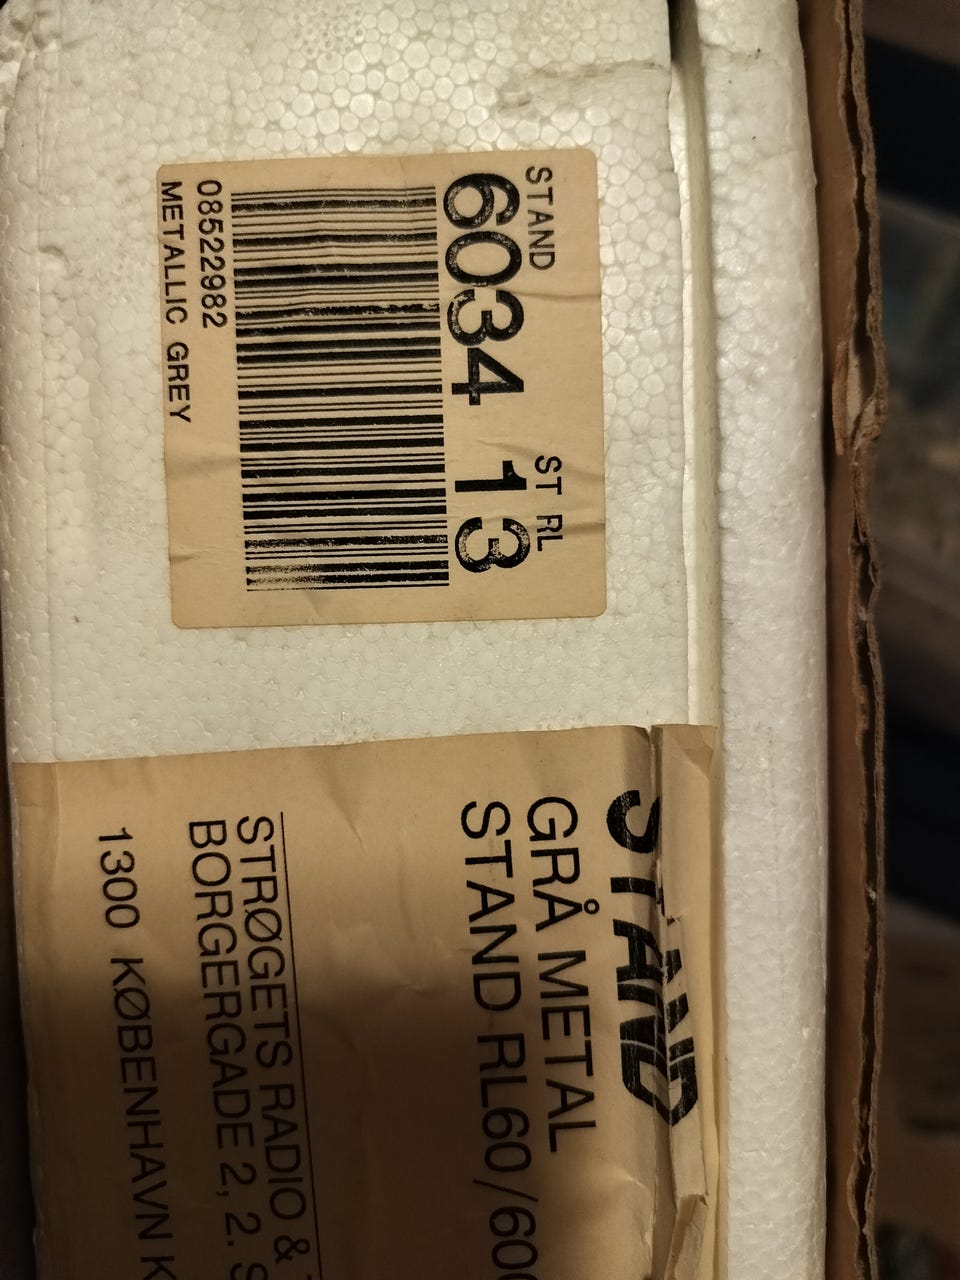 STAND ST RL
6034 13
08522982
METALLIC GREY
STAND
GRÅ METAL
STAND RL60/600
STRØGETS RADIO &
BORGERGADE 2, 2. S
1300 KØBENHAVN K